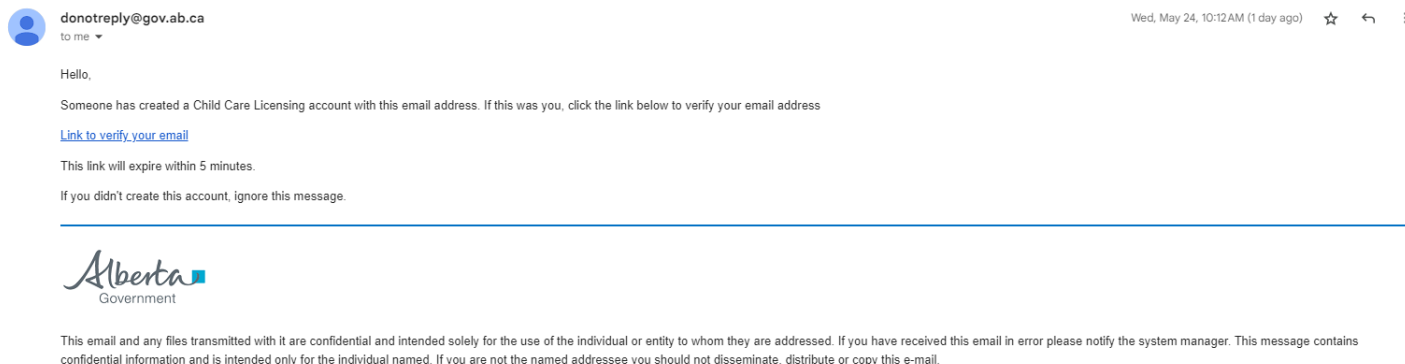 donotreply@gov.ab.ca
Wed, May 24, 10:12 AM (1 day ago)
to me
Hello,
Someone has created a Child Care Licensing account with this email address. If this was you, click the link below to verify your email address
Link to verify your email
This link will expire within 5 minutes.
If you didn't create this account, ignore this message.
Alberta
Government
This email and any files transmitted with it are confidential and intended solely for the use of the individual or entity to whom they are addressed. If you have received this email in error please notify the system manager. This message contains
confidential information and is intended only for the individual named. If you are not the named addressee you should not disseminate, distribute or copy this e-mail.